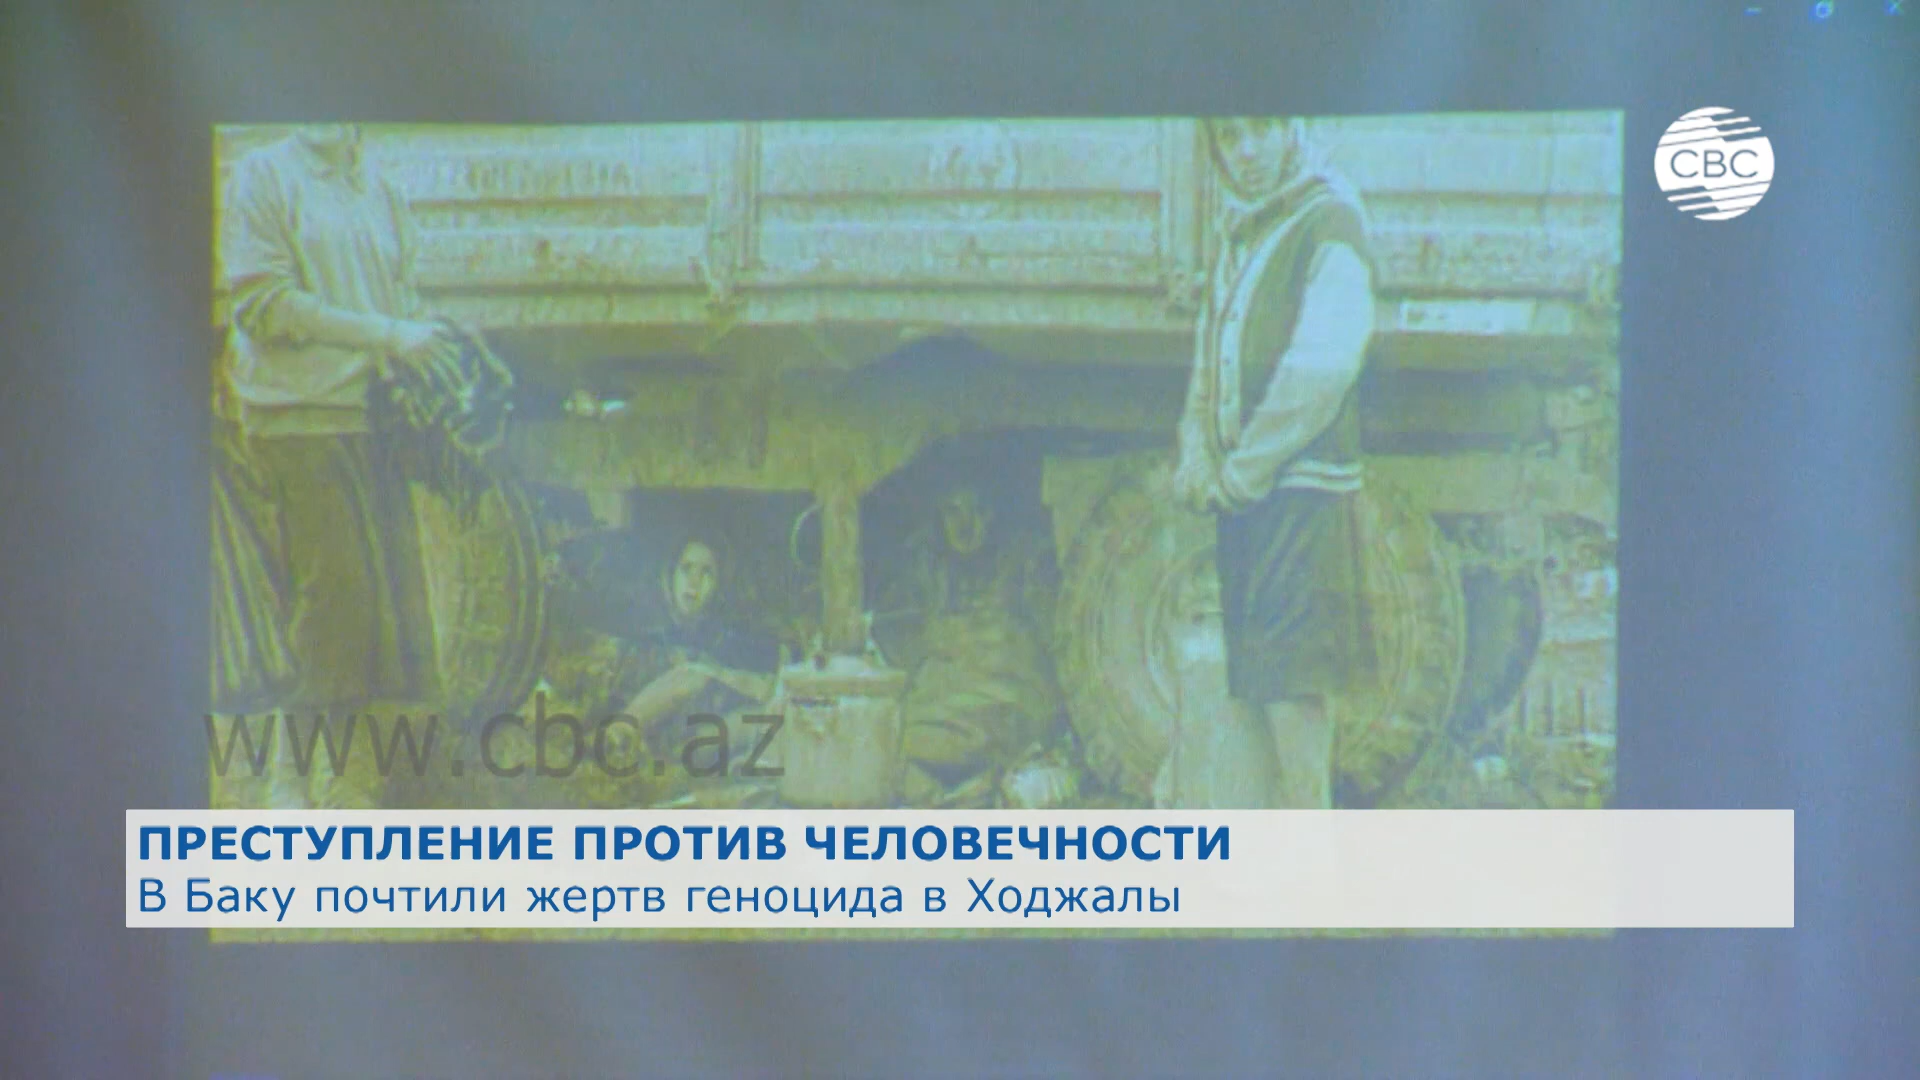 CBC
www.cbc.az
ПРЕСТУПЛЕНИЕ ПРОТИВ ЧЕЛОВЕЧНОСТИ
В Баку почтили жертв геноцида в Ходжалы